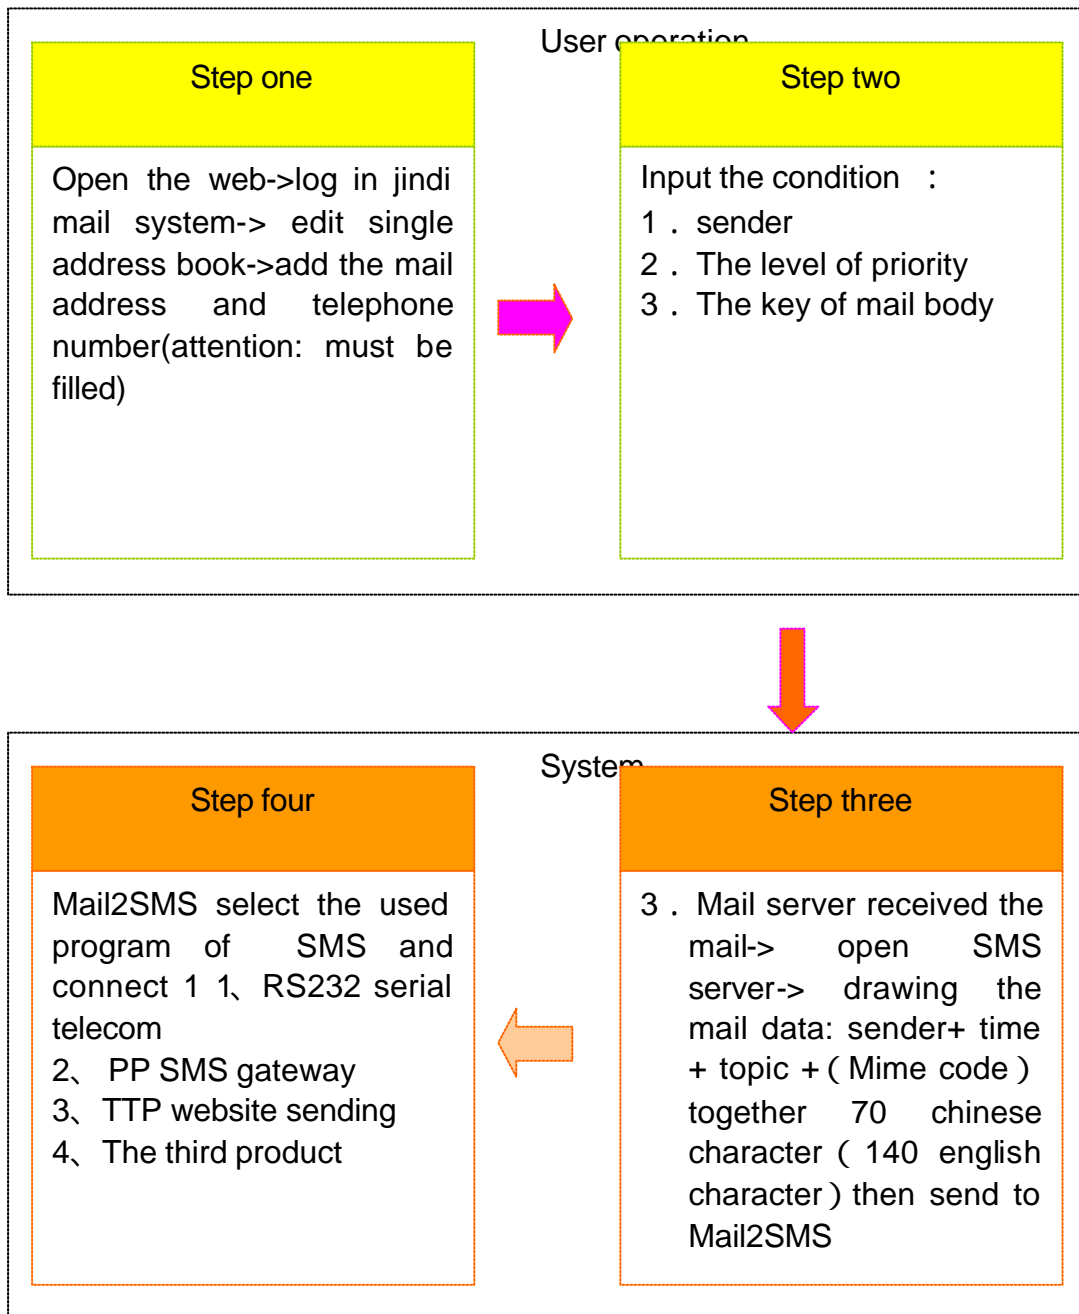 User operation
Step one
Open the web->log in jindi
mail system-> edit single
address book->add the mail
address and telephone
number(attention: must be
filled)
Step two
Input the condition ：
1．sender
2．The level of priority
3．The key of mail body
System
Step three
3．Mail server received the
mail-> open SMS
server-> drawing the
mail data: sender+ time
+ topic +（Mime code）
together 70 chinese
character（140 english
character）then send to
Mail2SMS
Step four
Mail2SMS select the used
program of SMS and
connect 1 1、RS232 serial
telecom
2、 PP SMS gateway
3、TTP website sending
4、The third product